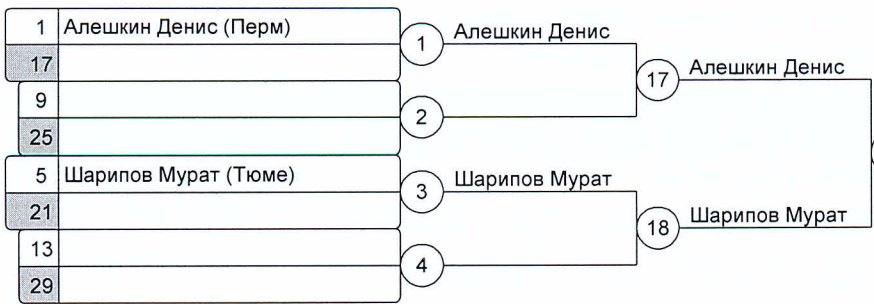 1 Алешкин Денис (Перм)
1 Алешкин Денис
17
17 Алешкин Денис
9
2
25
5 Шарипов Мурат (Тюме)
3 Шарипов Мурат
21
18 Шарипов Мурат
13
4
29